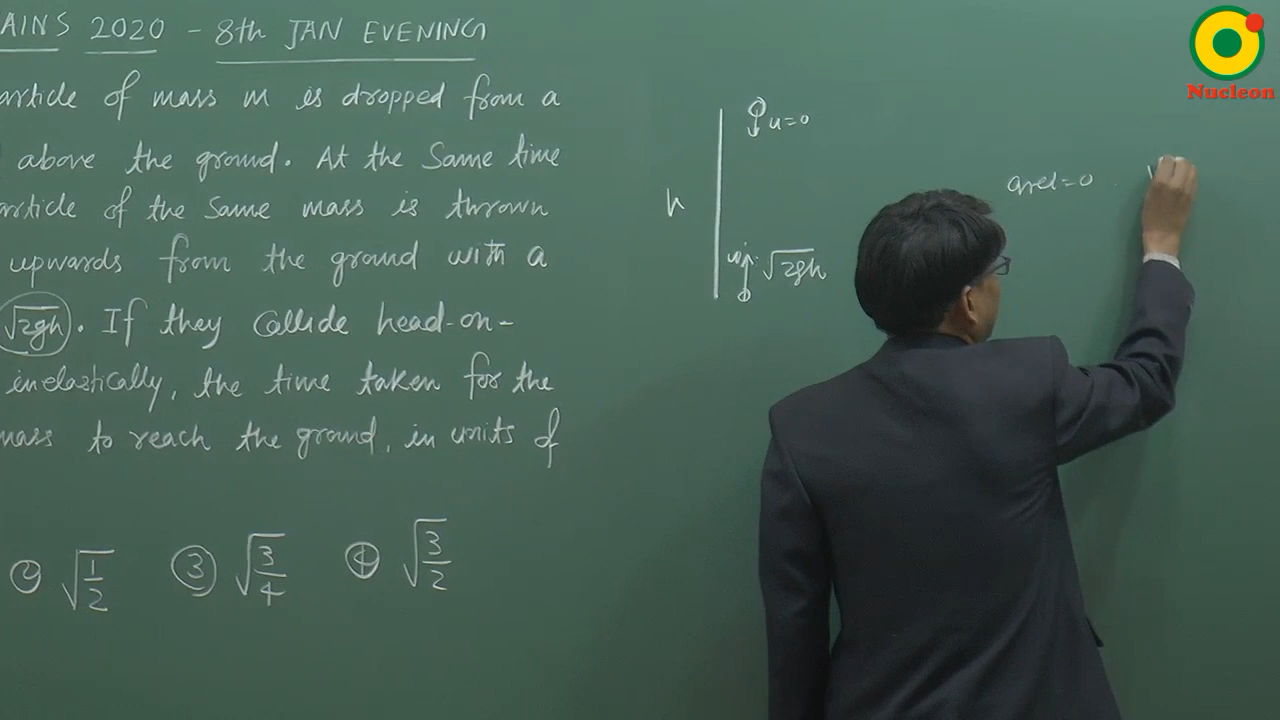 AINS 2020 - 8th JAN EVENING
article of mass m is dropped from a
above the ground. At the same time
article of the same mass is thrown
upwards from the ground with a
√2gh. If they collide head-on-
inelastically, the time taken for the
mass to reach the ground, in units of
② √1/2 ③ √3/4 ④ √3/2
u=0
h
√2gh
arel=0
Nucleon